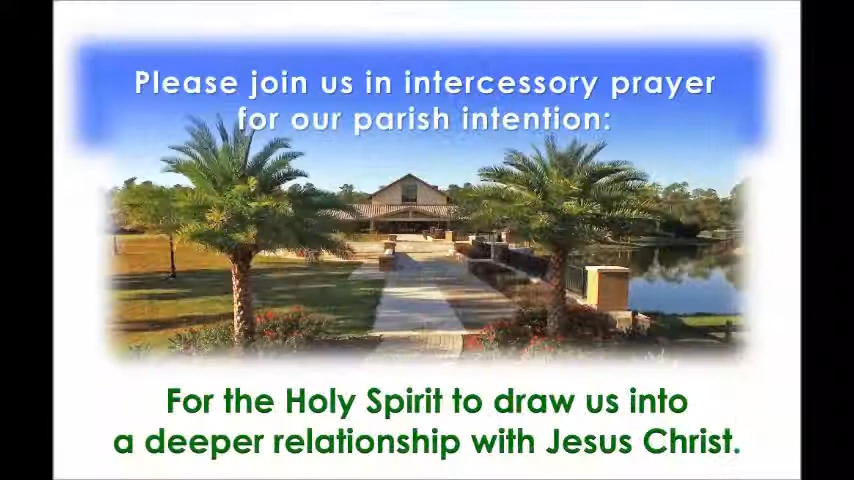 Please join us in intercessory prayer
for our parish intention:
For the Holy Spirit to draw us into
a deeper relationship with Jesus Christ.